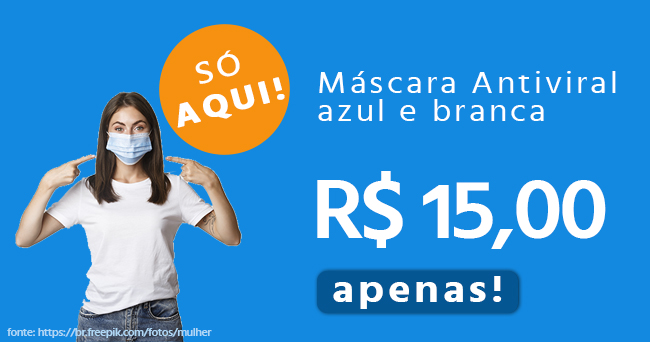 SÓ
AQUI!
Máscara Antiviral
azul e branca
R$ 15,00
apenas!
fonte: https://br.freepik.com/fotos/mulher